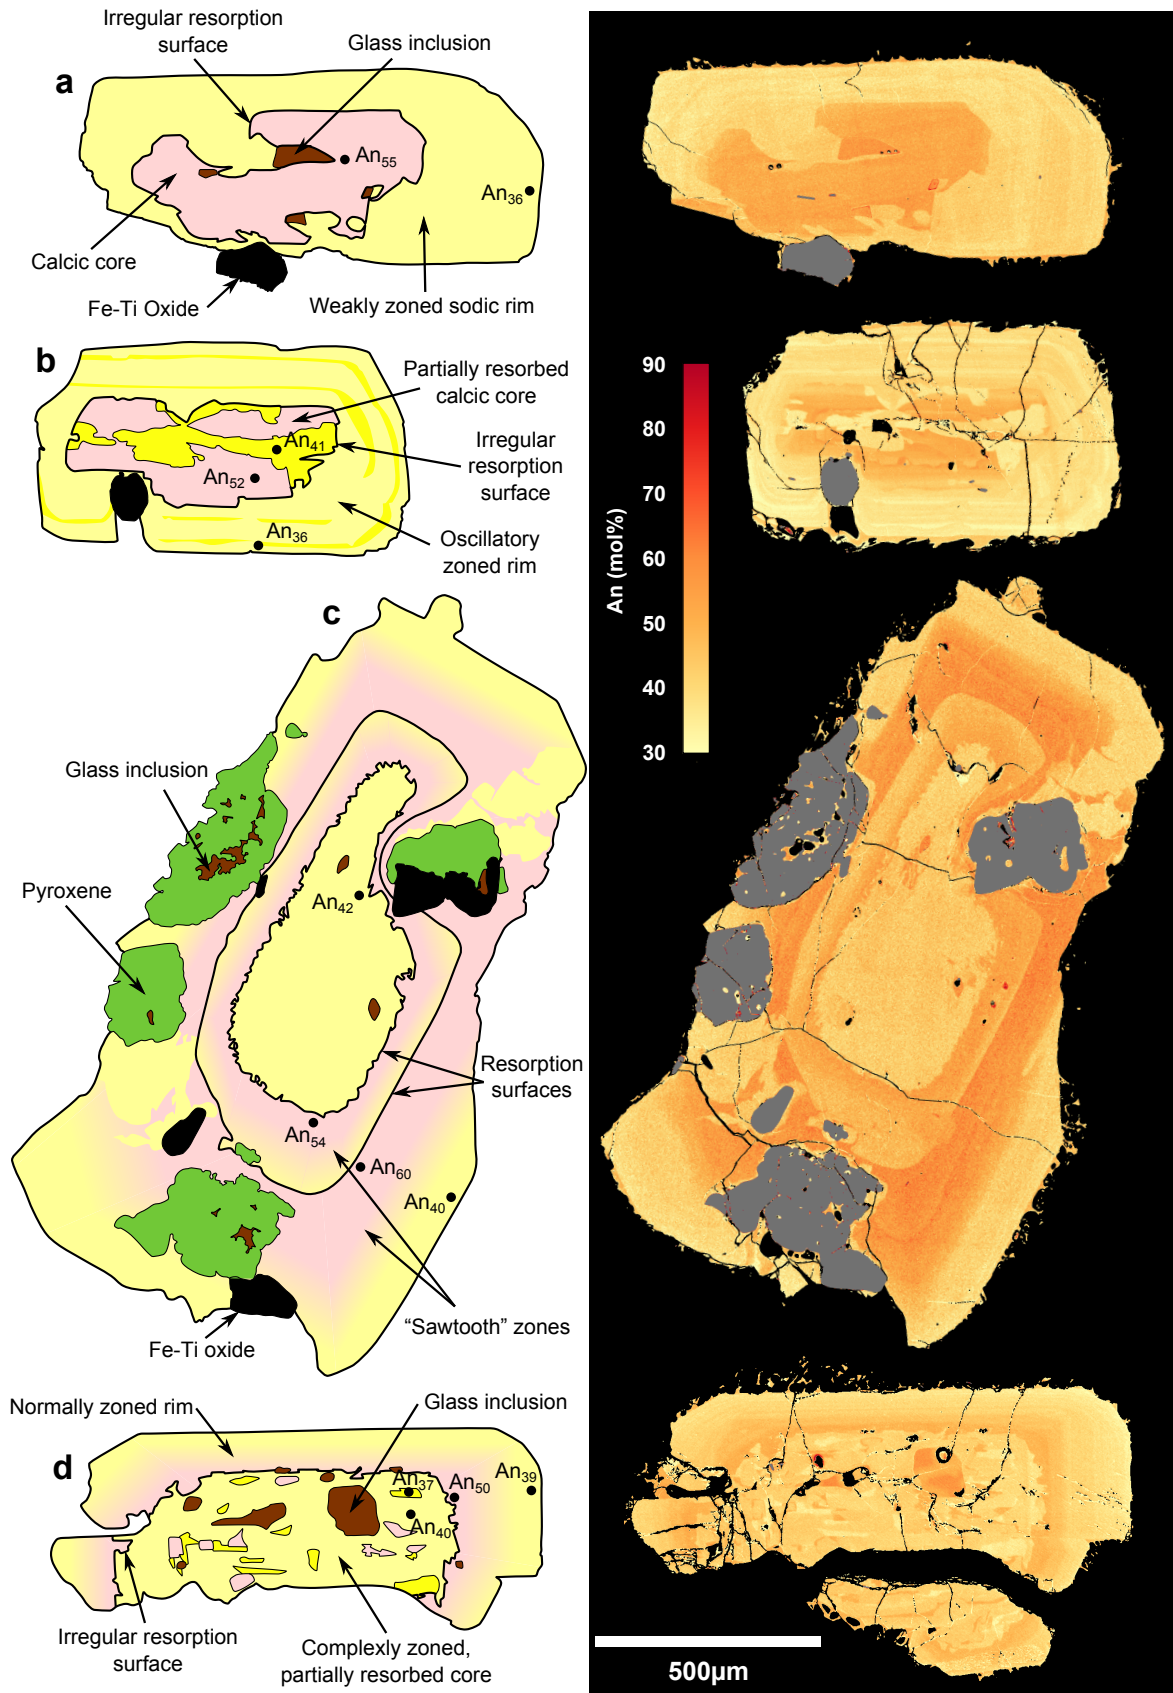 Irregular resorption
surface
Glass inclusion
a
An55
An36
Calcic core
Fe-Ti Oxide
Weakly zoned sodic rim
b
Partially resorbed
calcic core
An41
Irregular
resorption
surface
An52
An36
Oscillatory
zoned rim
90
80
70
60
50
40
30
An (mol%)
c
Glass inclusion
Pyroxene
An42
Resorption
surfaces
An54
An60
An40
“Sawtooth” zones
Fe-Ti oxide
Normally zoned rim
Glass inclusion
d
An37
An50
An39
An40
Irregular resorption
surface
Complexly zoned,
partially resorbed core
500µm